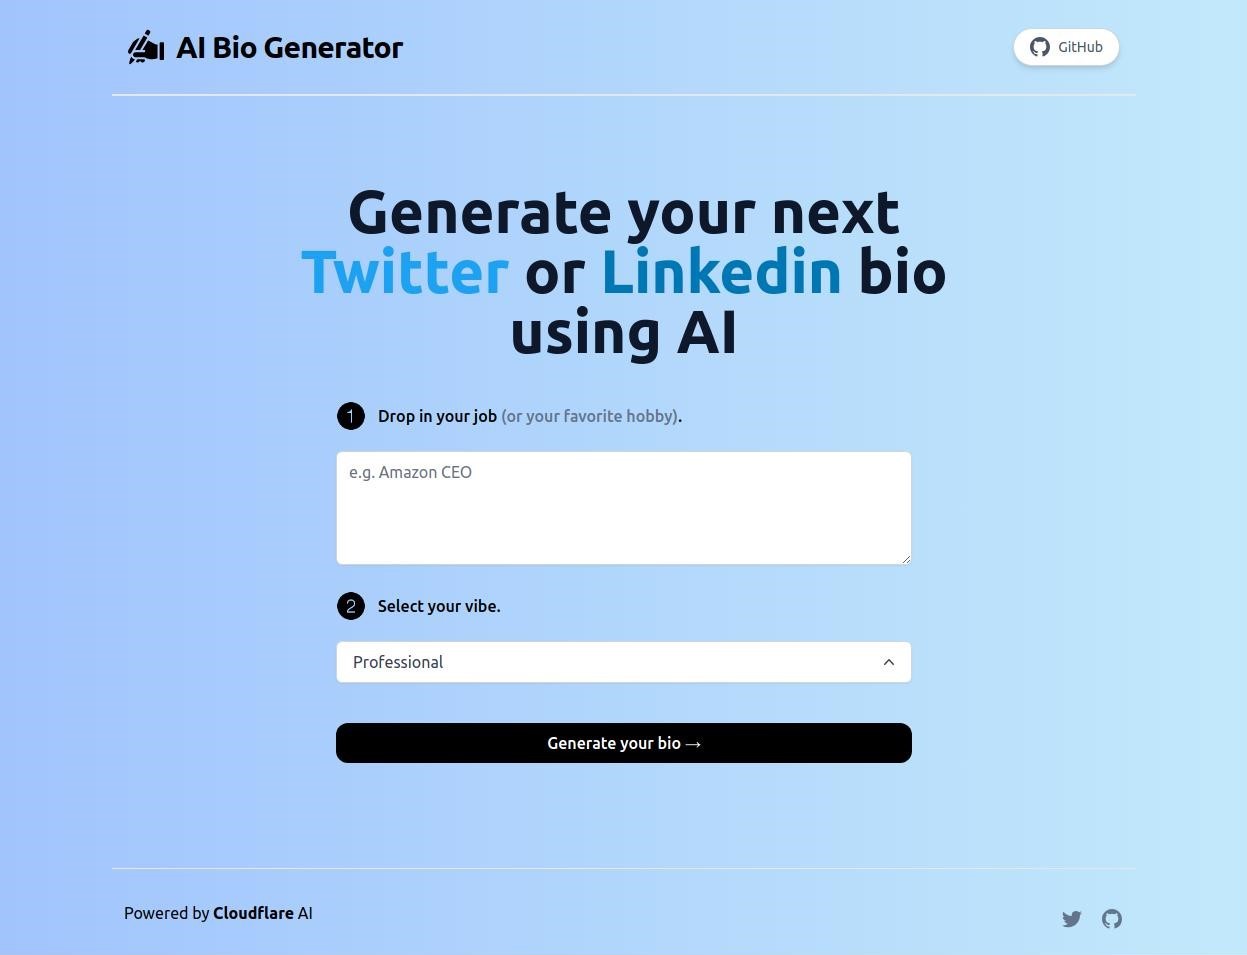 AI Bio Generator
GitHub
Generate your next
Twitter or Linkedin bio
using AI
1 Drop in your job (or your favorite hobby).
e.g. Amazon CEO
2 Select your vibe.
Professional
Generate your bio →
Powered by Cloudflare AI